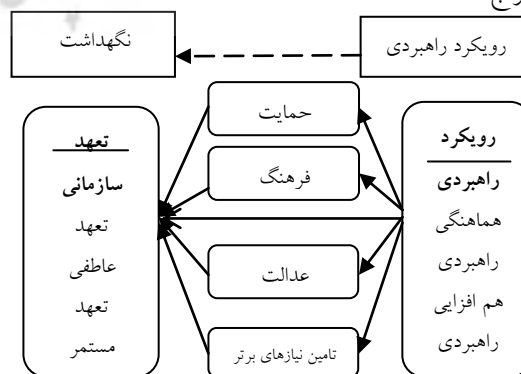 رج
رویکرد راهبردی
نگهداشت
رویکرد
راهبردی
هماهنگی
راهبردی
هم افزایی
راهبردی
حمایت
فرهنگ
عدالت
تامین نیازهای برتر
تعهد
سازمانی
تعهد
عاطفی
تعهد
مستمر